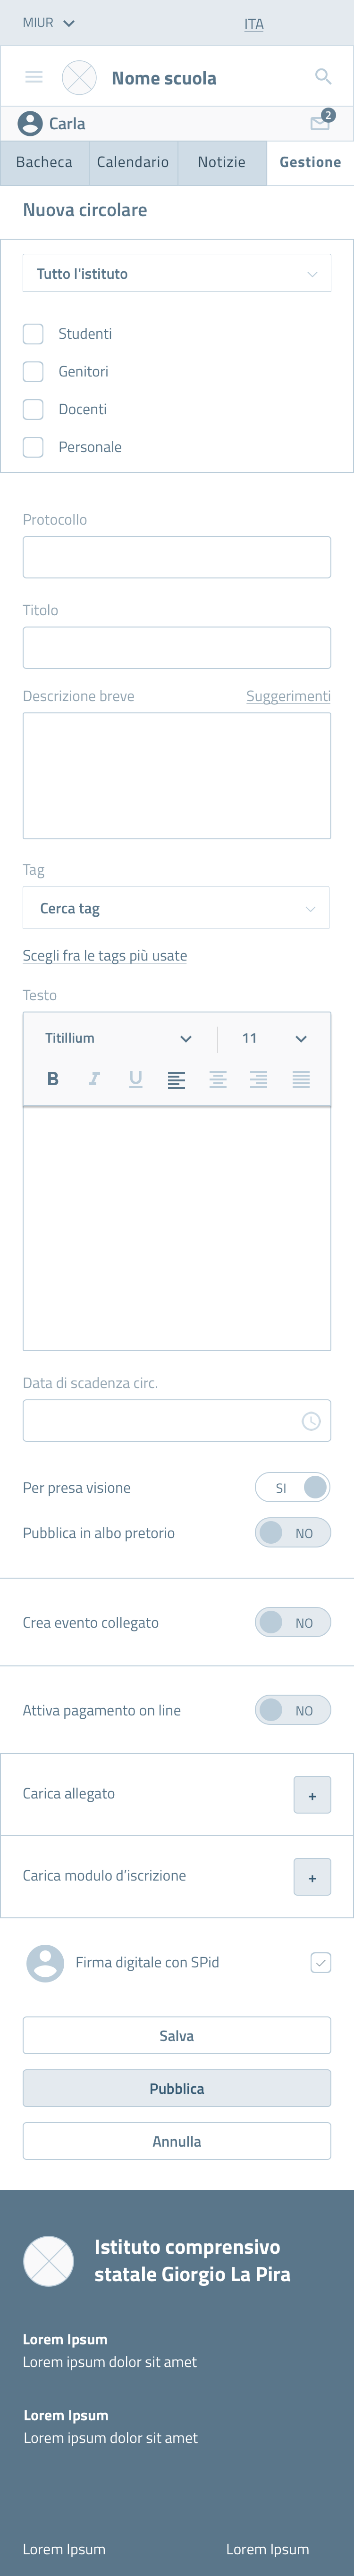 MIUR ITA
Nome scuola
Carla 2
Bacheca Calendario Notizie Gestione
Nuova circolare
Tutto l'istituto
Studenti
Genitori
Docenti
Personale
Protocollo
Titolo
Descrizione breve Suggerimenti
Tag
Cerca tag
Scegli fra le tags più usate
Testo
Titillium 11
B I U
Data di scadenza circ.
Per presa visione SI
Pubblica in albo pretorio NO
Crea evento collegato NO
Attiva pagamento on line NO
Carica allegato +
Carica modulo d’iscrizione +
Firma digitale con SPid
Salva
Pubblica
Annulla
Istituto comprensivo
statale Giorgio La Pira
Lorem Ipsum
Lorem ipsum dolor sit amet
Lorem Ipsum
Lorem ipsum dolor sit amet
Lorem Ipsum Lorem Ipsum